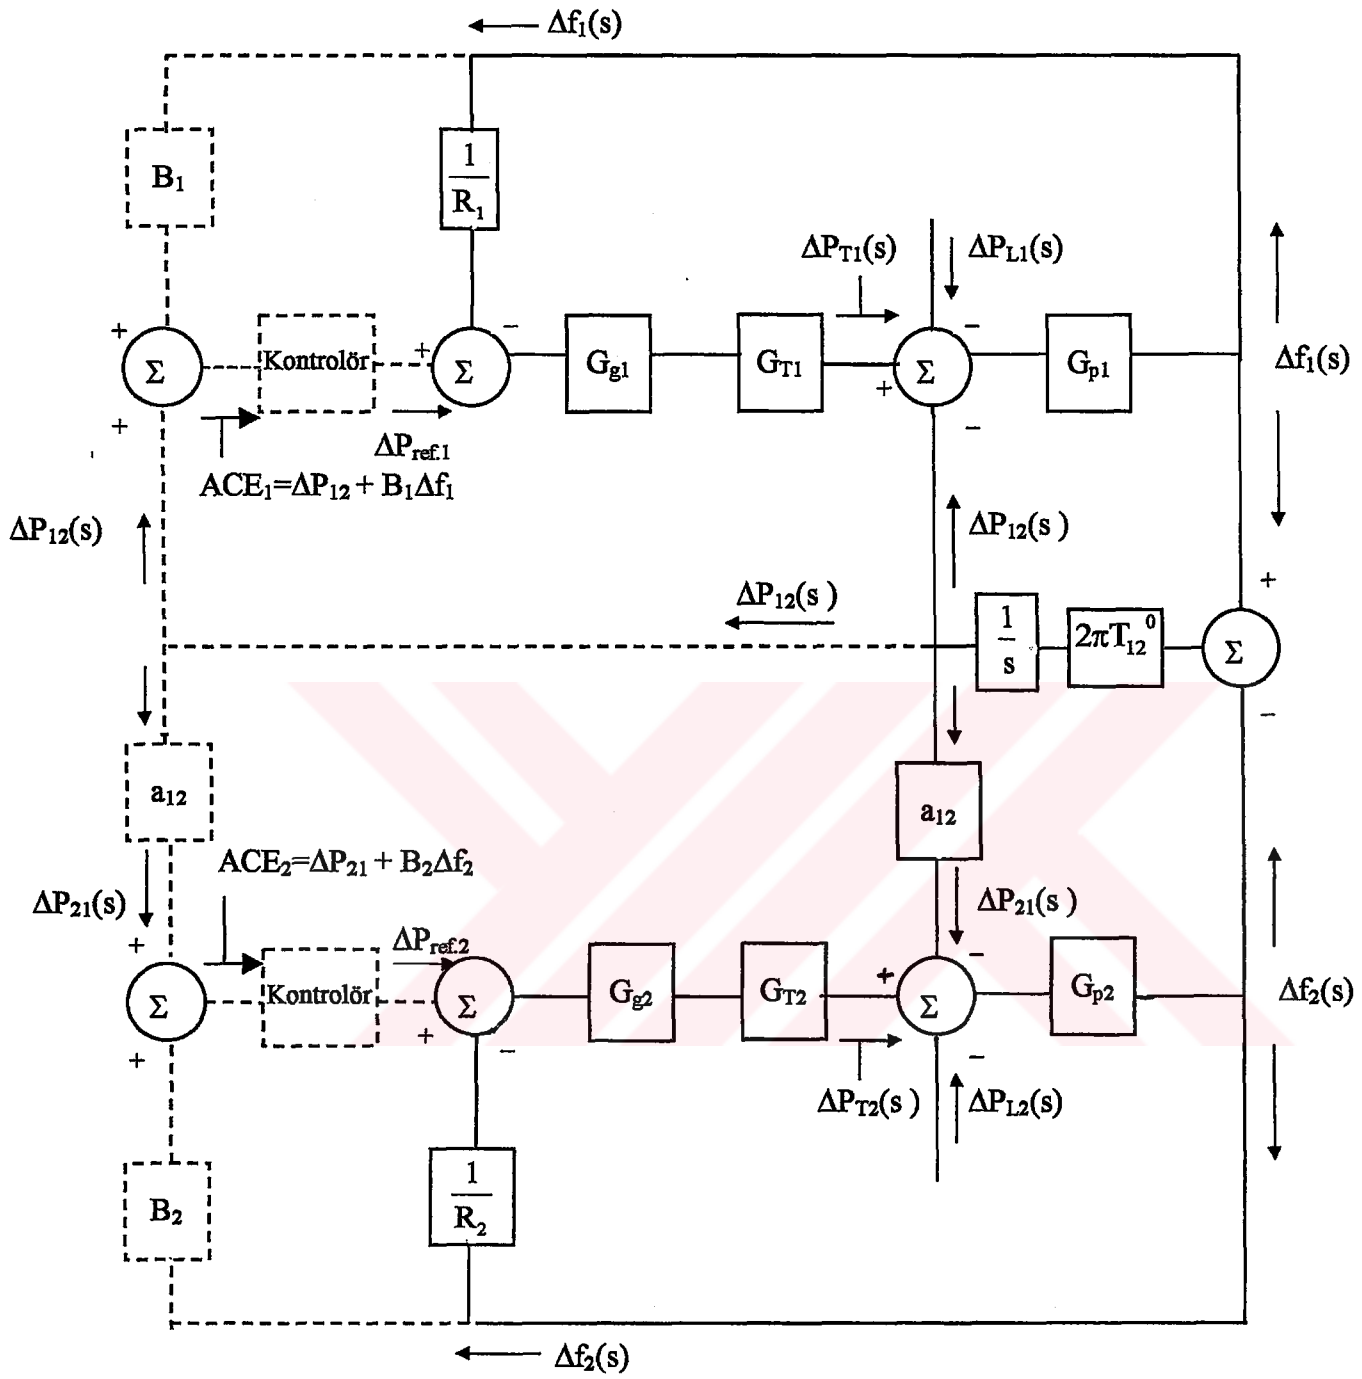 Δf₁(s)
B₁
1
R₁
ΔP_T1(s)
ΔP_L1(s)
+
−
−
Σ
Kontrolör
+
Σ
G_g1
G_T1
+
Σ
G_p1
Δf₁(s)
+
−
ΔP_ref.1
ACE₁=ΔP₁₂ + B₁Δf₁
ΔP₁₂(s)
ΔP₁₂(s )
ΔP₁₂(s )
+
1
s
2πT₁₂⁰
Σ
−
a₁₂
a₁₂
ACE₂=ΔP₂₁ + B₂Δf₂
ΔP₂₁(s)
ΔP₂₁(s )
+
ΔP_ref.2
−
Σ
Kontrolör
Σ
G_g2
G_T2
+
Σ
G_p2
Δf₂(s)
+
+
−
−
ΔP_T2(s )
ΔP_L2(s)
B₂
1
R₂
Δf₂(s)